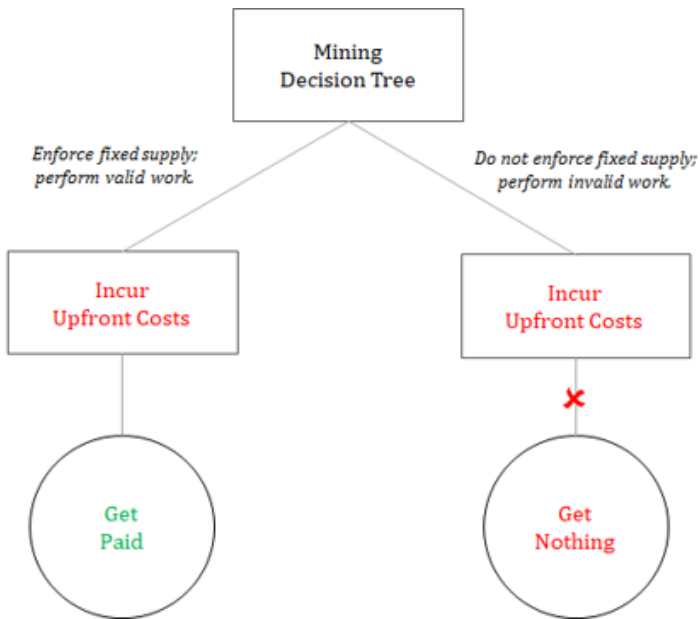 Mining
Decision Tree
Enforce fixed supply;
perform valid work.
Do not enforce fixed supply;
perform invalid work.
Incur
Upfront Costs
Incur
Upfront Costs
Get
Paid
Get
Nothing